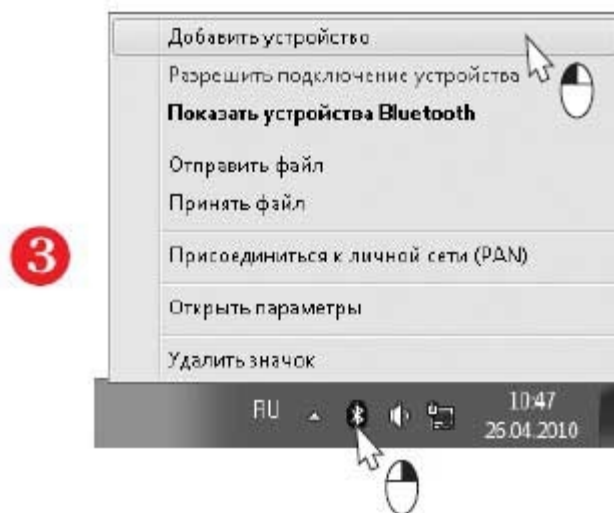 Добавить устройство
Разрешить подключение устройства
Показать устройства Bluetooth
Отправить файл
Принять файл
3
Присоединиться к личной сети (PAN)
Открыть параметры
Удалить значок
RU
10:47
26.04.2010